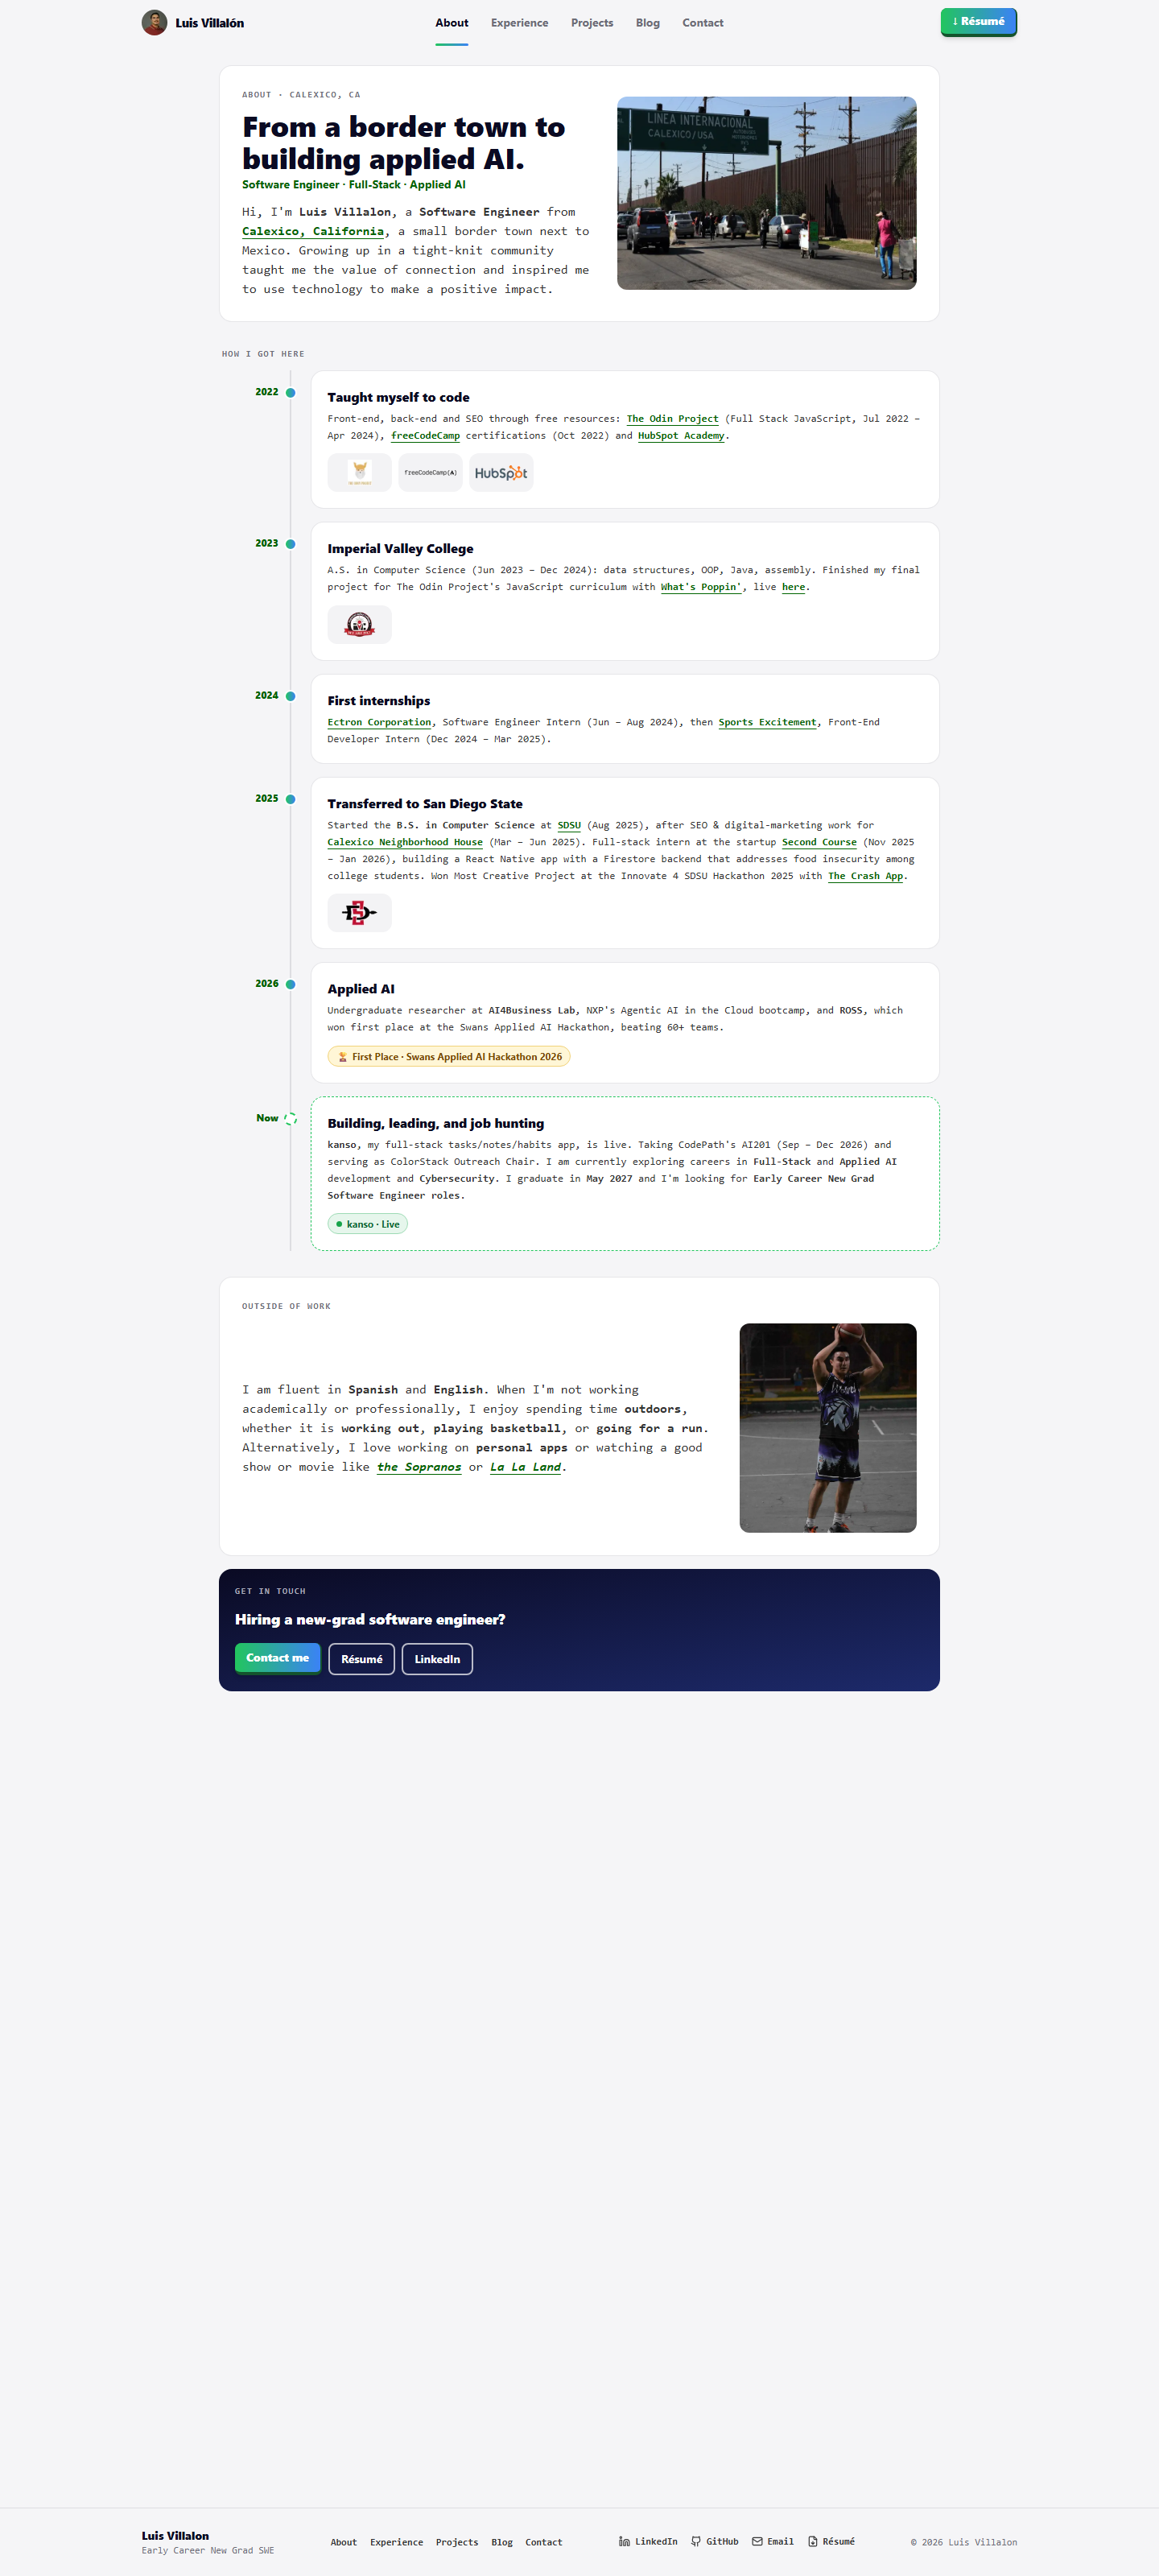 Luis Villalón
About Experience Projects Blog Contact
↓ Résumé
ABOUT · CALEXICO, CA
From a border town to
building applied AI.
Software Engineer · Full-Stack · Applied AI
Hi, I'm Luis Villalon, a Software Engineer from
Calexico, California, a small border town next to
Mexico. Growing up in a tight-knit community
taught me the value of connection and inspired me
to use technology to make a positive impact.
LINEA INTERNACIONAL
CALEXICO/USA
HOW I GOT HERE
2022
Taught myself to code
Front-end, back-end and SEO through free resources: The Odin Project (Full Stack JavaScript, Jul 2022 –
Apr 2024), freeCodeCamp certifications (Oct 2022) and HubSpot Academy.
freeCodeCamp(A)
HubSpot
2023
Imperial Valley College
A.S. in Computer Science (Jun 2023 – Dec 2024): data structures, OOP, Java, assembly. Finished my final
project for The Odin Project's JavaScript curriculum with What's Poppin', live here.
2024
First internships
Ectron Corporation, Software Engineer Intern (Jun – Aug 2024), then Sports Excitement, Front-End
Developer Intern (Dec 2024 – Mar 2025).
2025
Transferred to San Diego State
Started the B.S. in Computer Science at SDSU (Aug 2025), after SEO & digital-marketing work for
Calexico Neighborhood House (Mar – Jun 2025). Full-stack intern at the startup Second Course (Nov 2025
– Jan 2026), building a React Native app with a Firestore backend that addresses food insecurity among
college students. Won Most Creative Project at the Innovate 4 SDSU Hackathon 2025 with The Crash App.
2026
Applied AI
Undergraduate researcher at AI4Business Lab, NXP's Agentic AI in the Cloud bootcamp, and ROSS, which
won first place at the Swans Applied AI Hackathon, beating 60+ teams.
First Place · Swans Applied AI Hackathon 2026
Now
Building, leading, and job hunting
kanso, my full-stack tasks/notes/habits app, is live. Taking CodePath's AI201 (Sep – Dec 2026) and
serving as ColorStack Outreach Chair. I am currently exploring careers in Full-Stack and Applied AI
development and Cybersecurity. I graduate in May 2027 and I'm looking for Early Career New Grad
Software Engineer roles.
kanso · Live
OUTSIDE OF WORK
I am fluent in Spanish and English. When I'm not working
academically or professionally, I enjoy spending time outdoors,
whether it is working out, playing basketball, or going for a run.
Alternatively, I love working on personal apps or watching a good
show or movie like the Sopranos or La La Land.
GET IN TOUCH
Hiring a new-grad software engineer?
Contact me Résumé LinkedIn
Luis Villalon
Early Career New Grad SWE
About Experience Projects Blog Contact
LinkedIn GitHub Email Résumé
© 2026 Luis Villalon